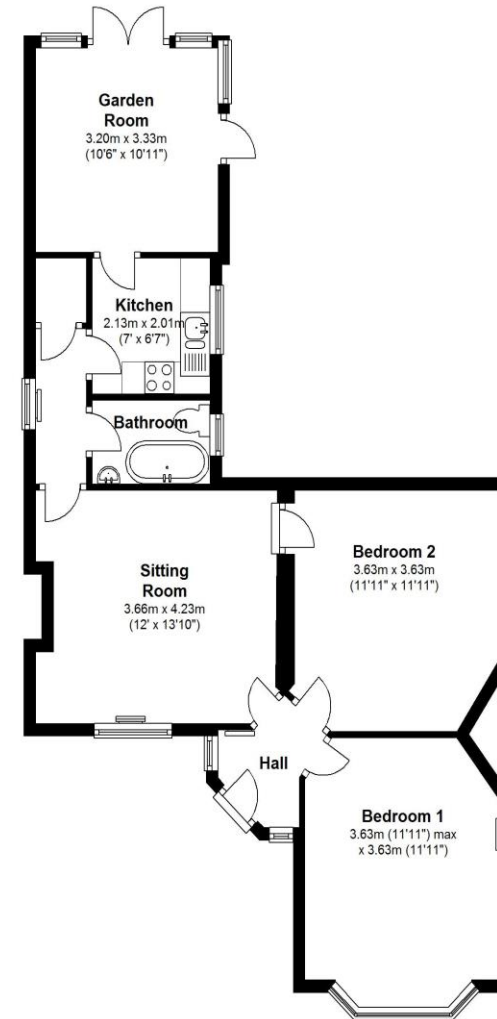 Garden
Room
3.20m x 3.33m
(10'6" x 10'11")
Kitchen
2.13m x 2.01m
(7' x 6'7")
Bathroom
Sitting
Room
3.66m x 4.23m
(12' x 13'10")
Bedroom 2
3.63m x 3.63m
(11'11" x 11'11")
Hall
Bedroom 1
3.63m (11'11") max
x 3.63m (11'11")